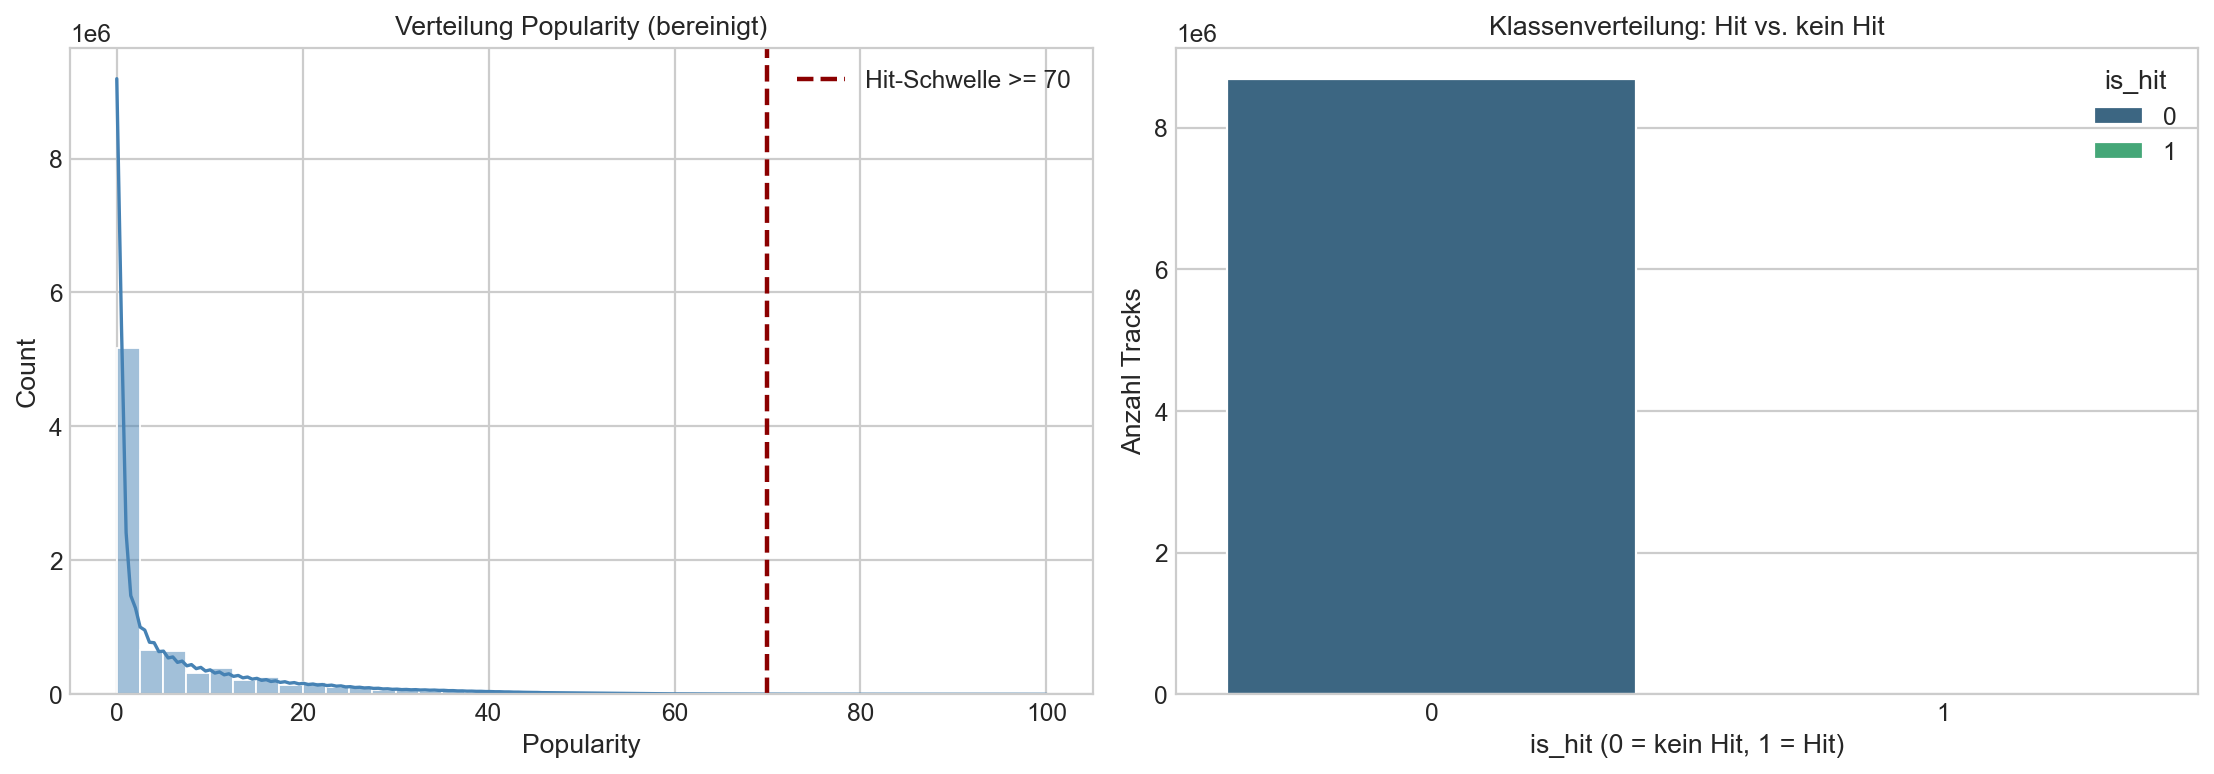 Verteilung Popularity (bereinigt)
1e6
Hit-Schwelle >= 70
8
6
4
2
0
Count
0 20 40 60 80 100
Popularity
Klassenverteilung: Hit vs. kein Hit
1e6
is_hit
0
1
8
6
4
2
0
Anzahl Tracks
0 1
is_hit (0 = kein Hit, 1 = Hit)